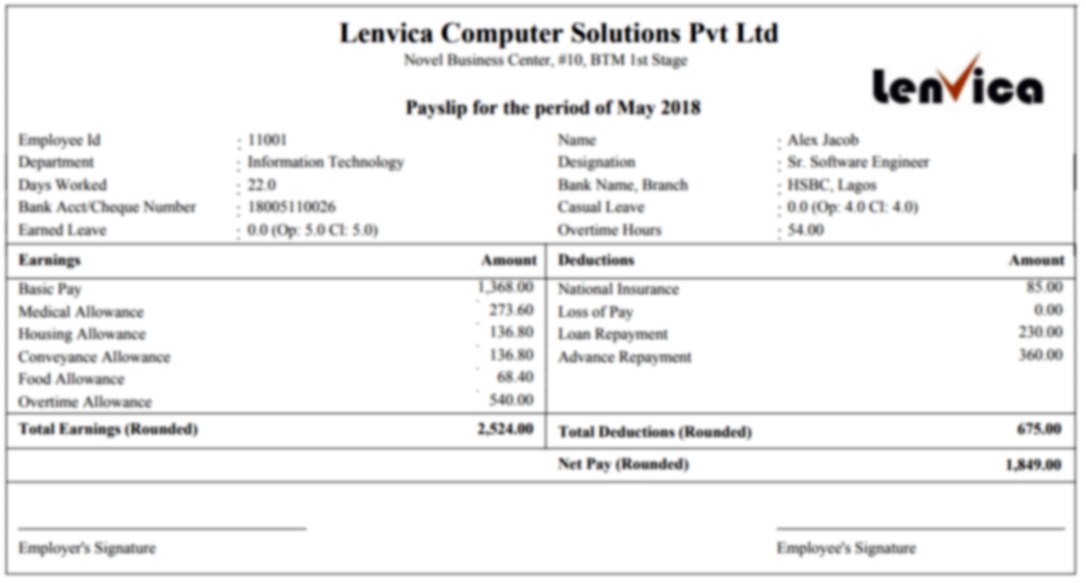 Lenvica Computer Solutions Pvt Ltd
Novel Business Center, #10, BTM 1st Stage
Lenvica
Payslip for the period of May 2018
Employee Id : 11001 Name : Alex Jacob
Department : Information Technology Designation : Sr. Software Engineer
Days Worked : 22.0 Bank Name, Branch : HSBC, Lagos
Bank Acct/Cheque Number : 18005110026 Casual Leave : 0.0 (Op: 4.0 Cl: 4.0)
Earned Leave : 0.0 (Op: 5.0 Cl: 5.0) Overtime Hours : 54.00
Earnings Amount Deductions Amount
Basic Pay 1,368.00 National Insurance 85.00
Medical Allowance 273.60 Loss of Pay 0.00
Housing Allowance 136.80 Loan Repayment 230.00
Conveyance Allowance 136.80 Advance Repayment 360.00
Food Allowance 68.40
Overtime Allowance 540.00
Total Earnings (Rounded) 2,524.00 Total Deductions (Rounded) 675.00
Net Pay (Rounded) 1,849.00
Employer's Signature Employee's Signature